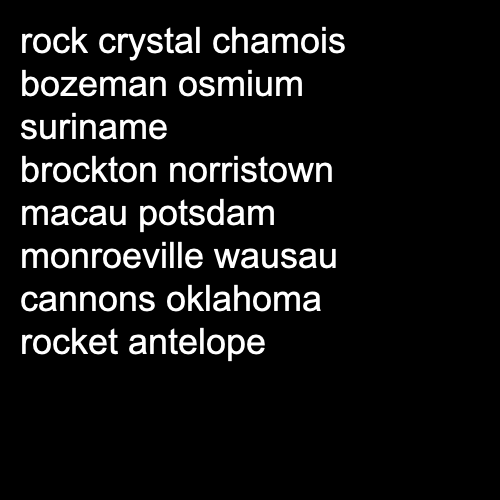 rock crystal chamois
bozeman osmium
suriname
brockton norristown
macau potsdam
monroeville wausau
cannons oklahoma
rocket antelope